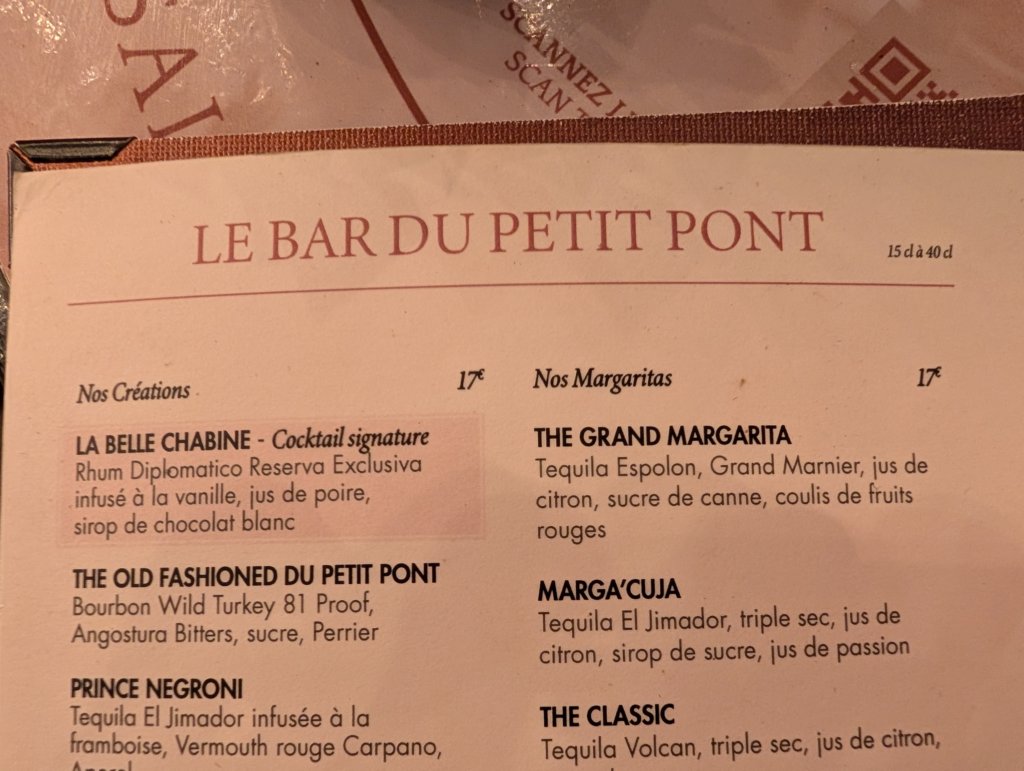 SAI
SCANNEZ
SCAN
LE BAR DU PETIT PONT
15 cl à 40 cl
Nos Créations 17€
LA BELLE CHABINE - Cocktail signature
Rhum Diplomatico Reserva Exclusiva
infusé à la vanille, jus de poire,
sirop de chocolat blanc
THE OLD FASHIONED DU PETIT PONT
Bourbon Wild Turkey 81 Proof,
Angostura Bitters, sucre, Perrier
PRINCE NEGRONI
Tequila El Jimador infusée à la
framboise, Vermouth rouge Carpano,
Nos Margaritas 17€
THE GRAND MARGARITA
Tequila Espolon, Grand Marnier, jus de
citron, sucre de canne, coulis de fruits
rouges
MARGA'CUJA
Tequila El Jimador, triple sec, jus de
citron, sirop de sucre, jus de passion
THE CLASSIC
Tequila Volcan, triple sec, jus de citron,